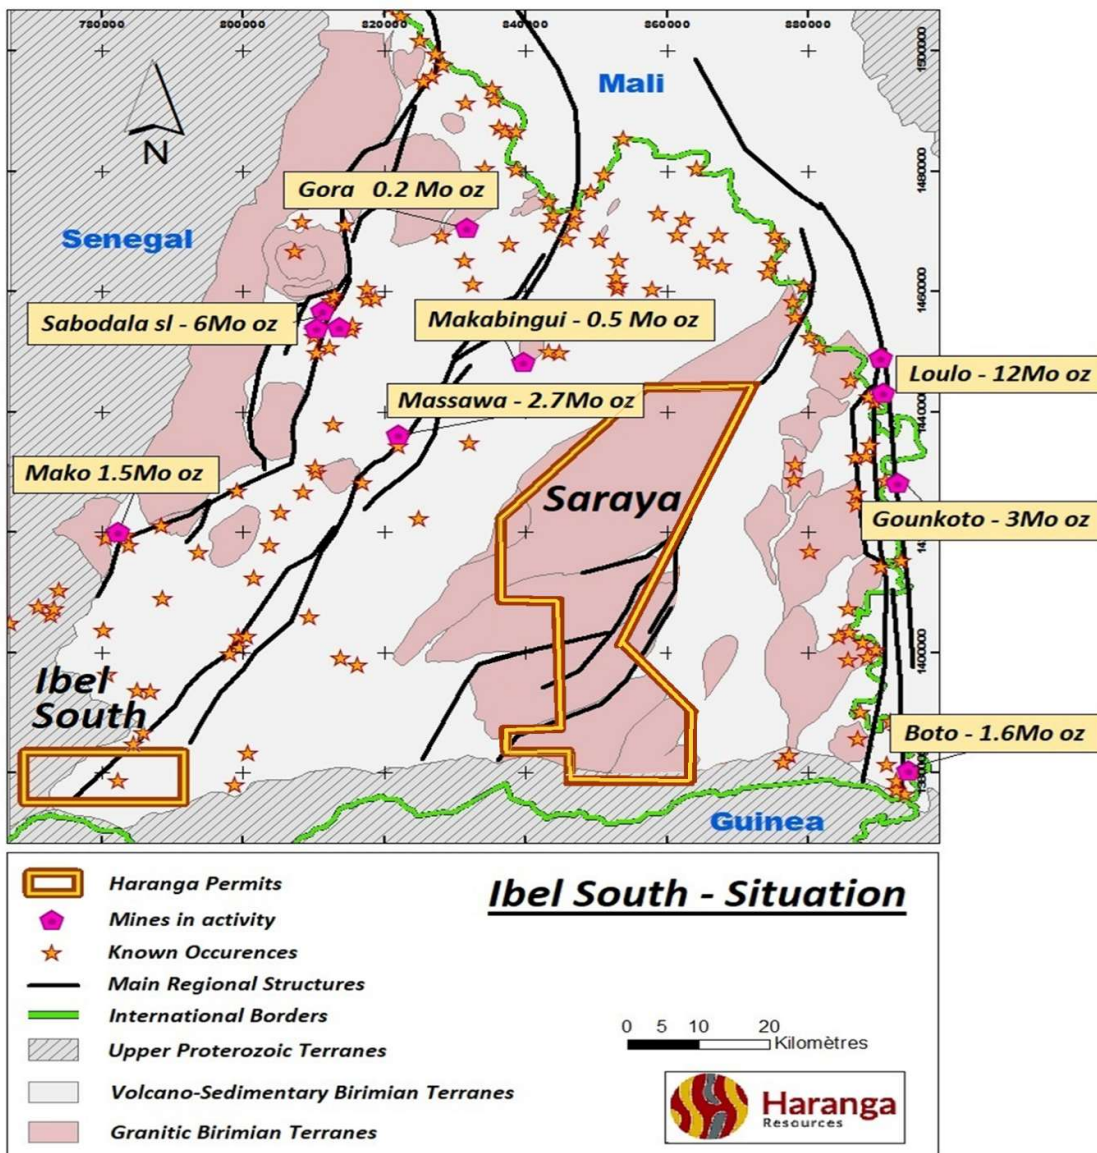 780000 800000 820000 840000 860000 880000
1500000
Mali
N
1480000
Gora 0.2 Mo oz
Senegal
1460000
Sabodala sl - 6Mo oz
Makabingui - 0.5 Mo oz
Loulo - 12Mo oz
Massawa - 2.7Mo oz
Mako 1.5Mo oz
Saraya
Gounkoto - 3Mo oz
1400000
Ibel
South
Boto - 1.6Mo oz
Guinea
Ibel South - Situation
Haranga Permits
Mines in activity
Known Occurences
Main Regional Structures
International Borders
Upper Proterozoic Terranes
Volcano-Sedimentary Birimian Terranes
Granitic Birimian Terranes
0 5 10 20
Kilomètres
Haranga
Resources